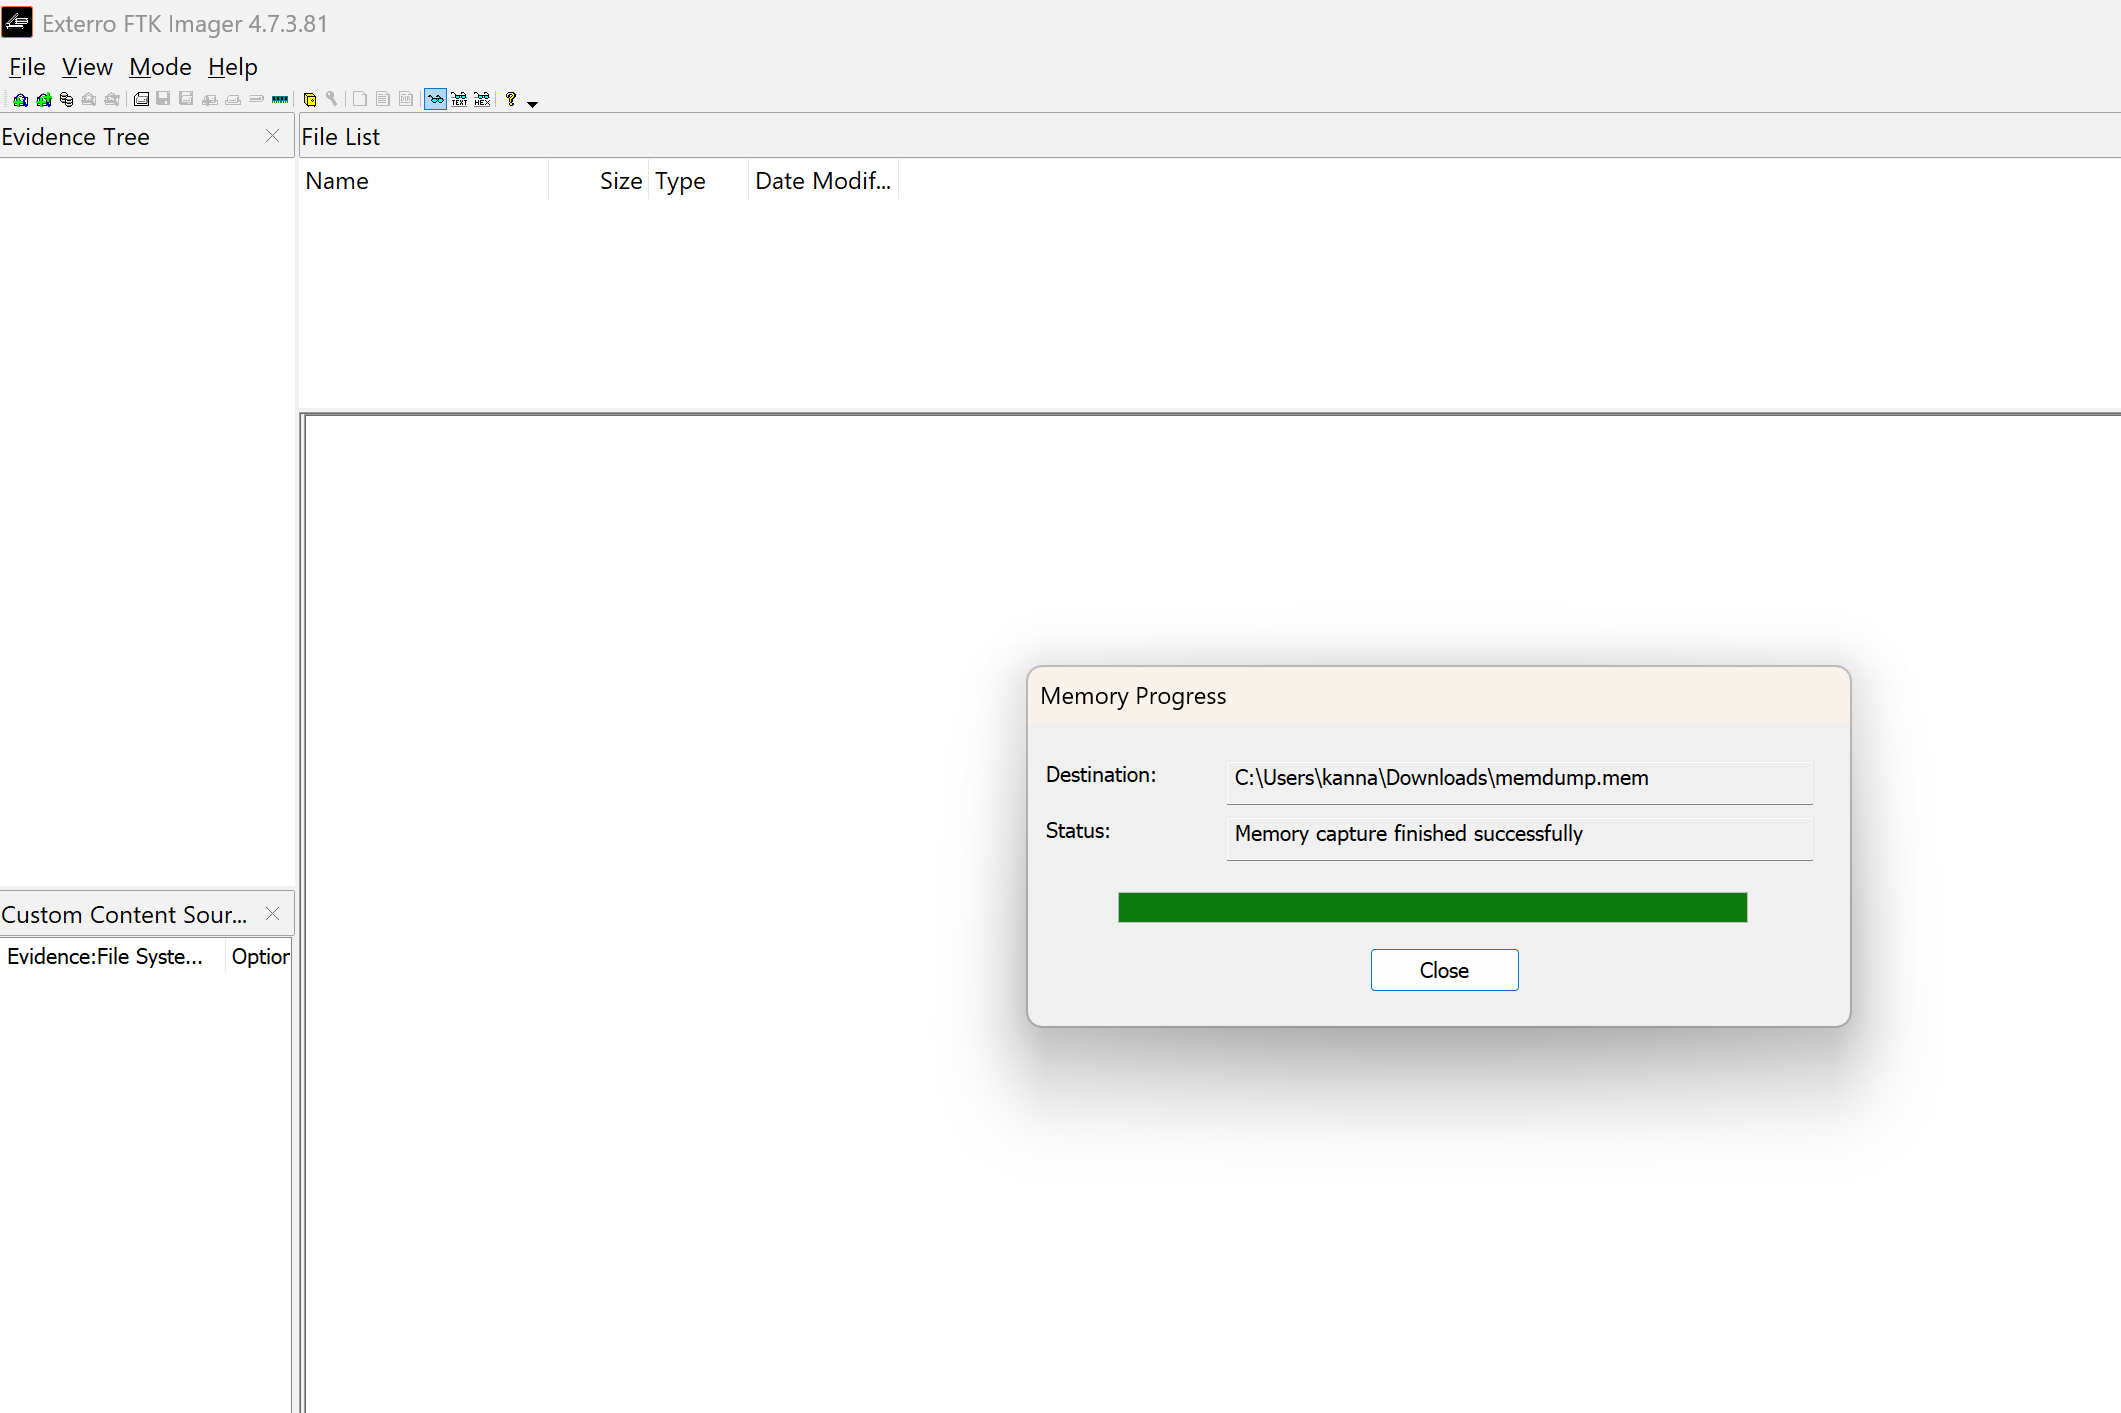 Exterro FTK Imager 4.7.3.81
File View Mode Help
Evidence Tree
File List
Name Size Type Date Modif...
Memory Progress
Destination: C:\Users\kanna\Downloads\memdump.mem
Status: Memory capture finished successfully
Close
Custom Content Sour...
Evidence:File Syste... Option